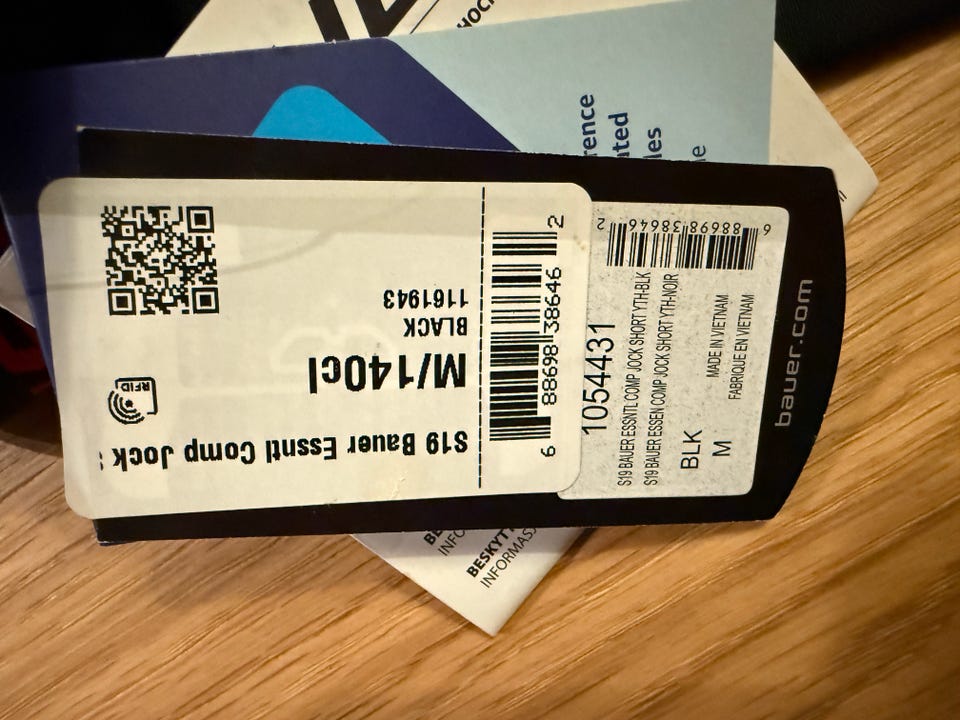 S19 Bauer Essntl Comp Jock
M/140cl
BLACK
1161943
RFID
6 88698 38646 2
6 88698 38646 2
1054431
S19 BAUER ESSNTL COMP JOCK SHORT YTH-BLK
S19 BAUER ESSEN COMP JOCK SHORT YTH-NOIR
BLK
M
MADE IN VIETNAM
FABRIQUE EN VIETNAM
bauer.com